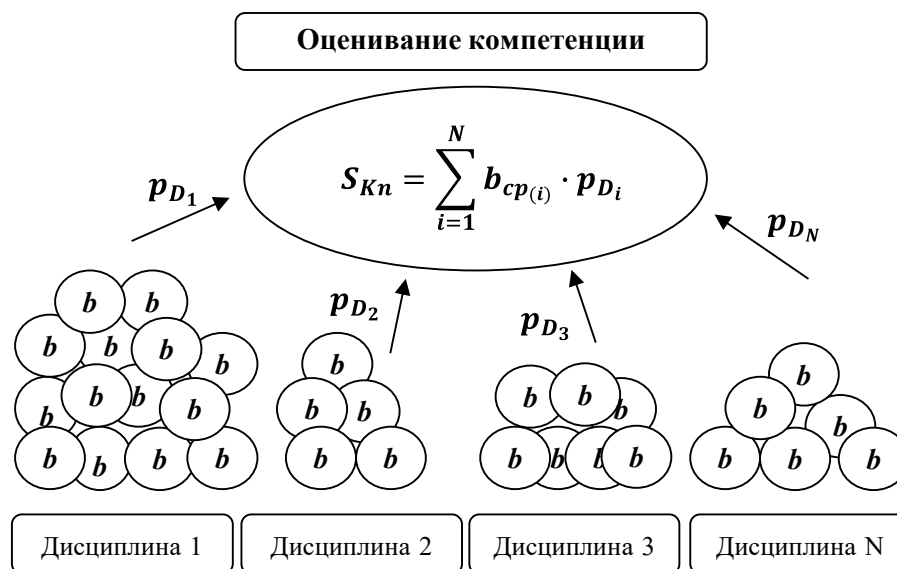 Оценивание компетенции
S_{Kn} = \sum_{i=1}^{N} b_{cp_{(i)}} \cdot p_{D_i}
p_{D_1}
p_{D_N}
p_{D_2}
p_{D_3}
b b
b b b
b
b b b b
b b b b
b
b b
b b
b b b
b b b b
b
b b
b b b
Дисциплина 1
Дисциплина 2
Дисциплина 3
Дисциплина N